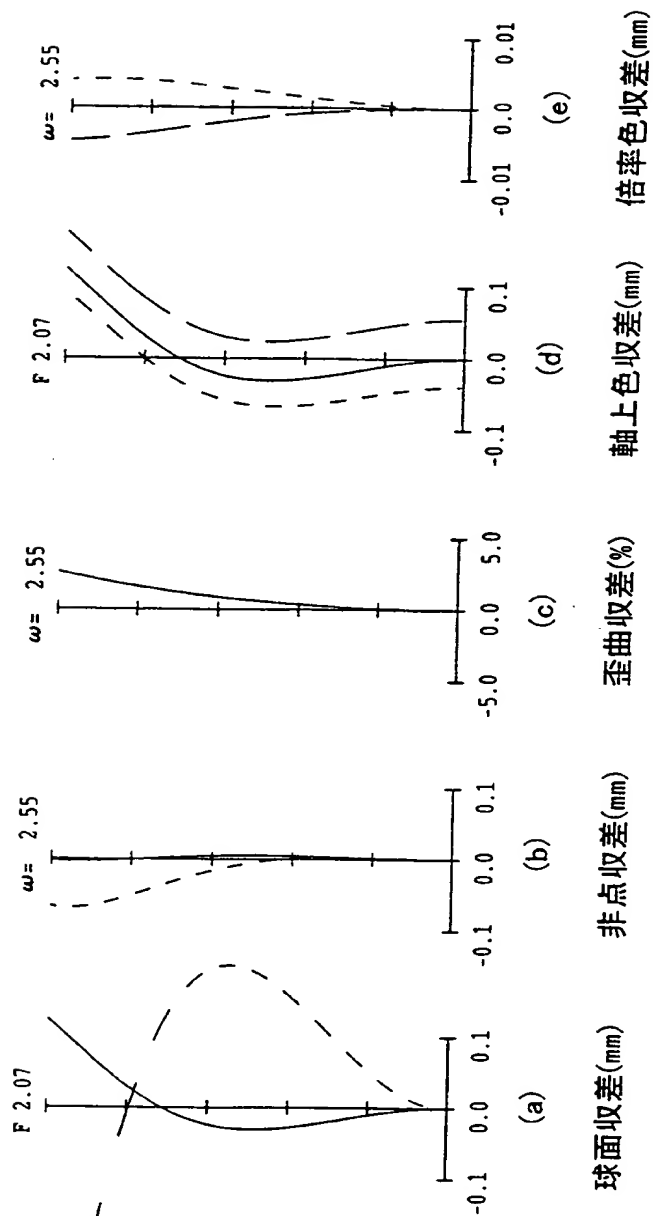 F 2.07
-0.1 0.0 0.1
(a)
球面収差(mm)
ω= 2.55
-0.1 0.0 0.1
(b)
非点収差(mm)
ω= 2.55
-5.0 0.0 5.0
(c)
歪曲収差(%)
F 2.07
-0.1 0.0 0.1
(d)
軸上色収差(mm)
ω= 2.55
-0.01 0.0 0.01
(e)
倍率色収差(mm)